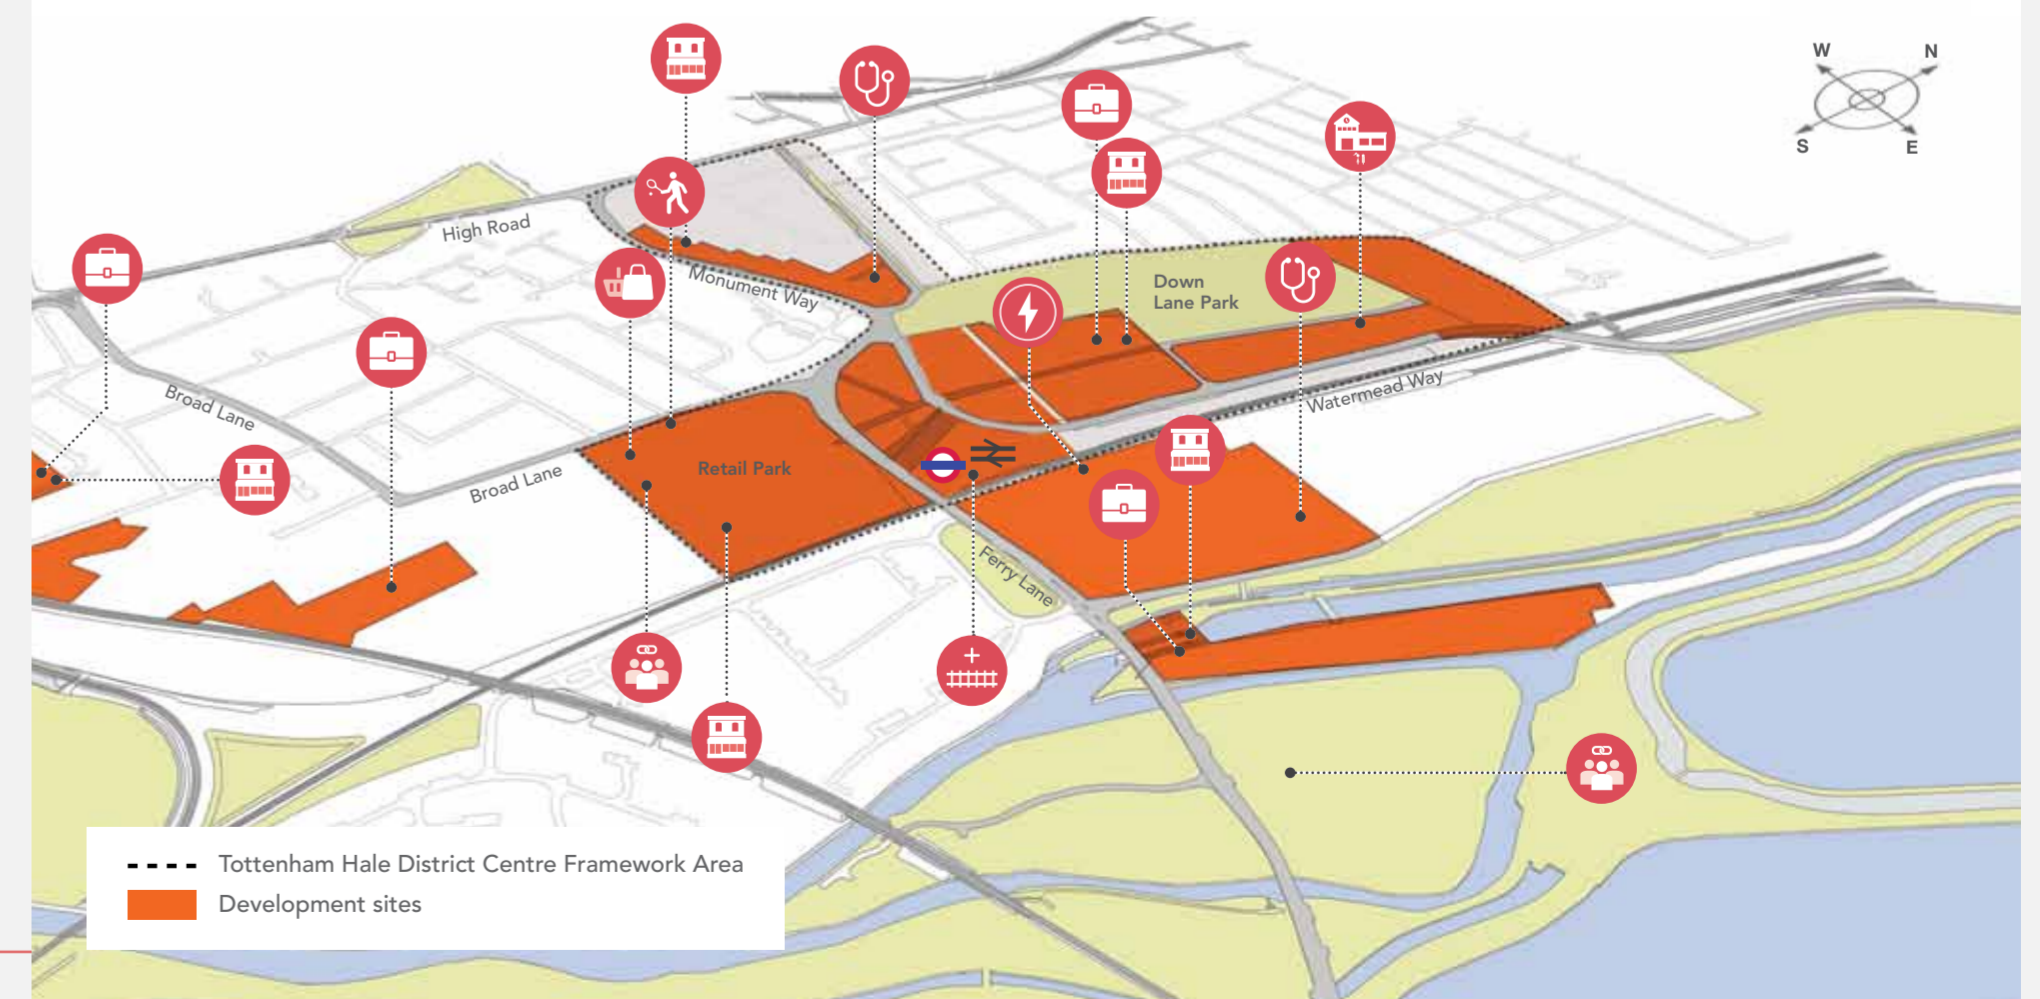 W
N
S
E
High Road
Monument Way
Down
Lane Park
Broad Lane
Watermead Way
Broad Lane
Retail Park
Ferry Lane
Tottenham Hale District Centre Framework Area
Development sites